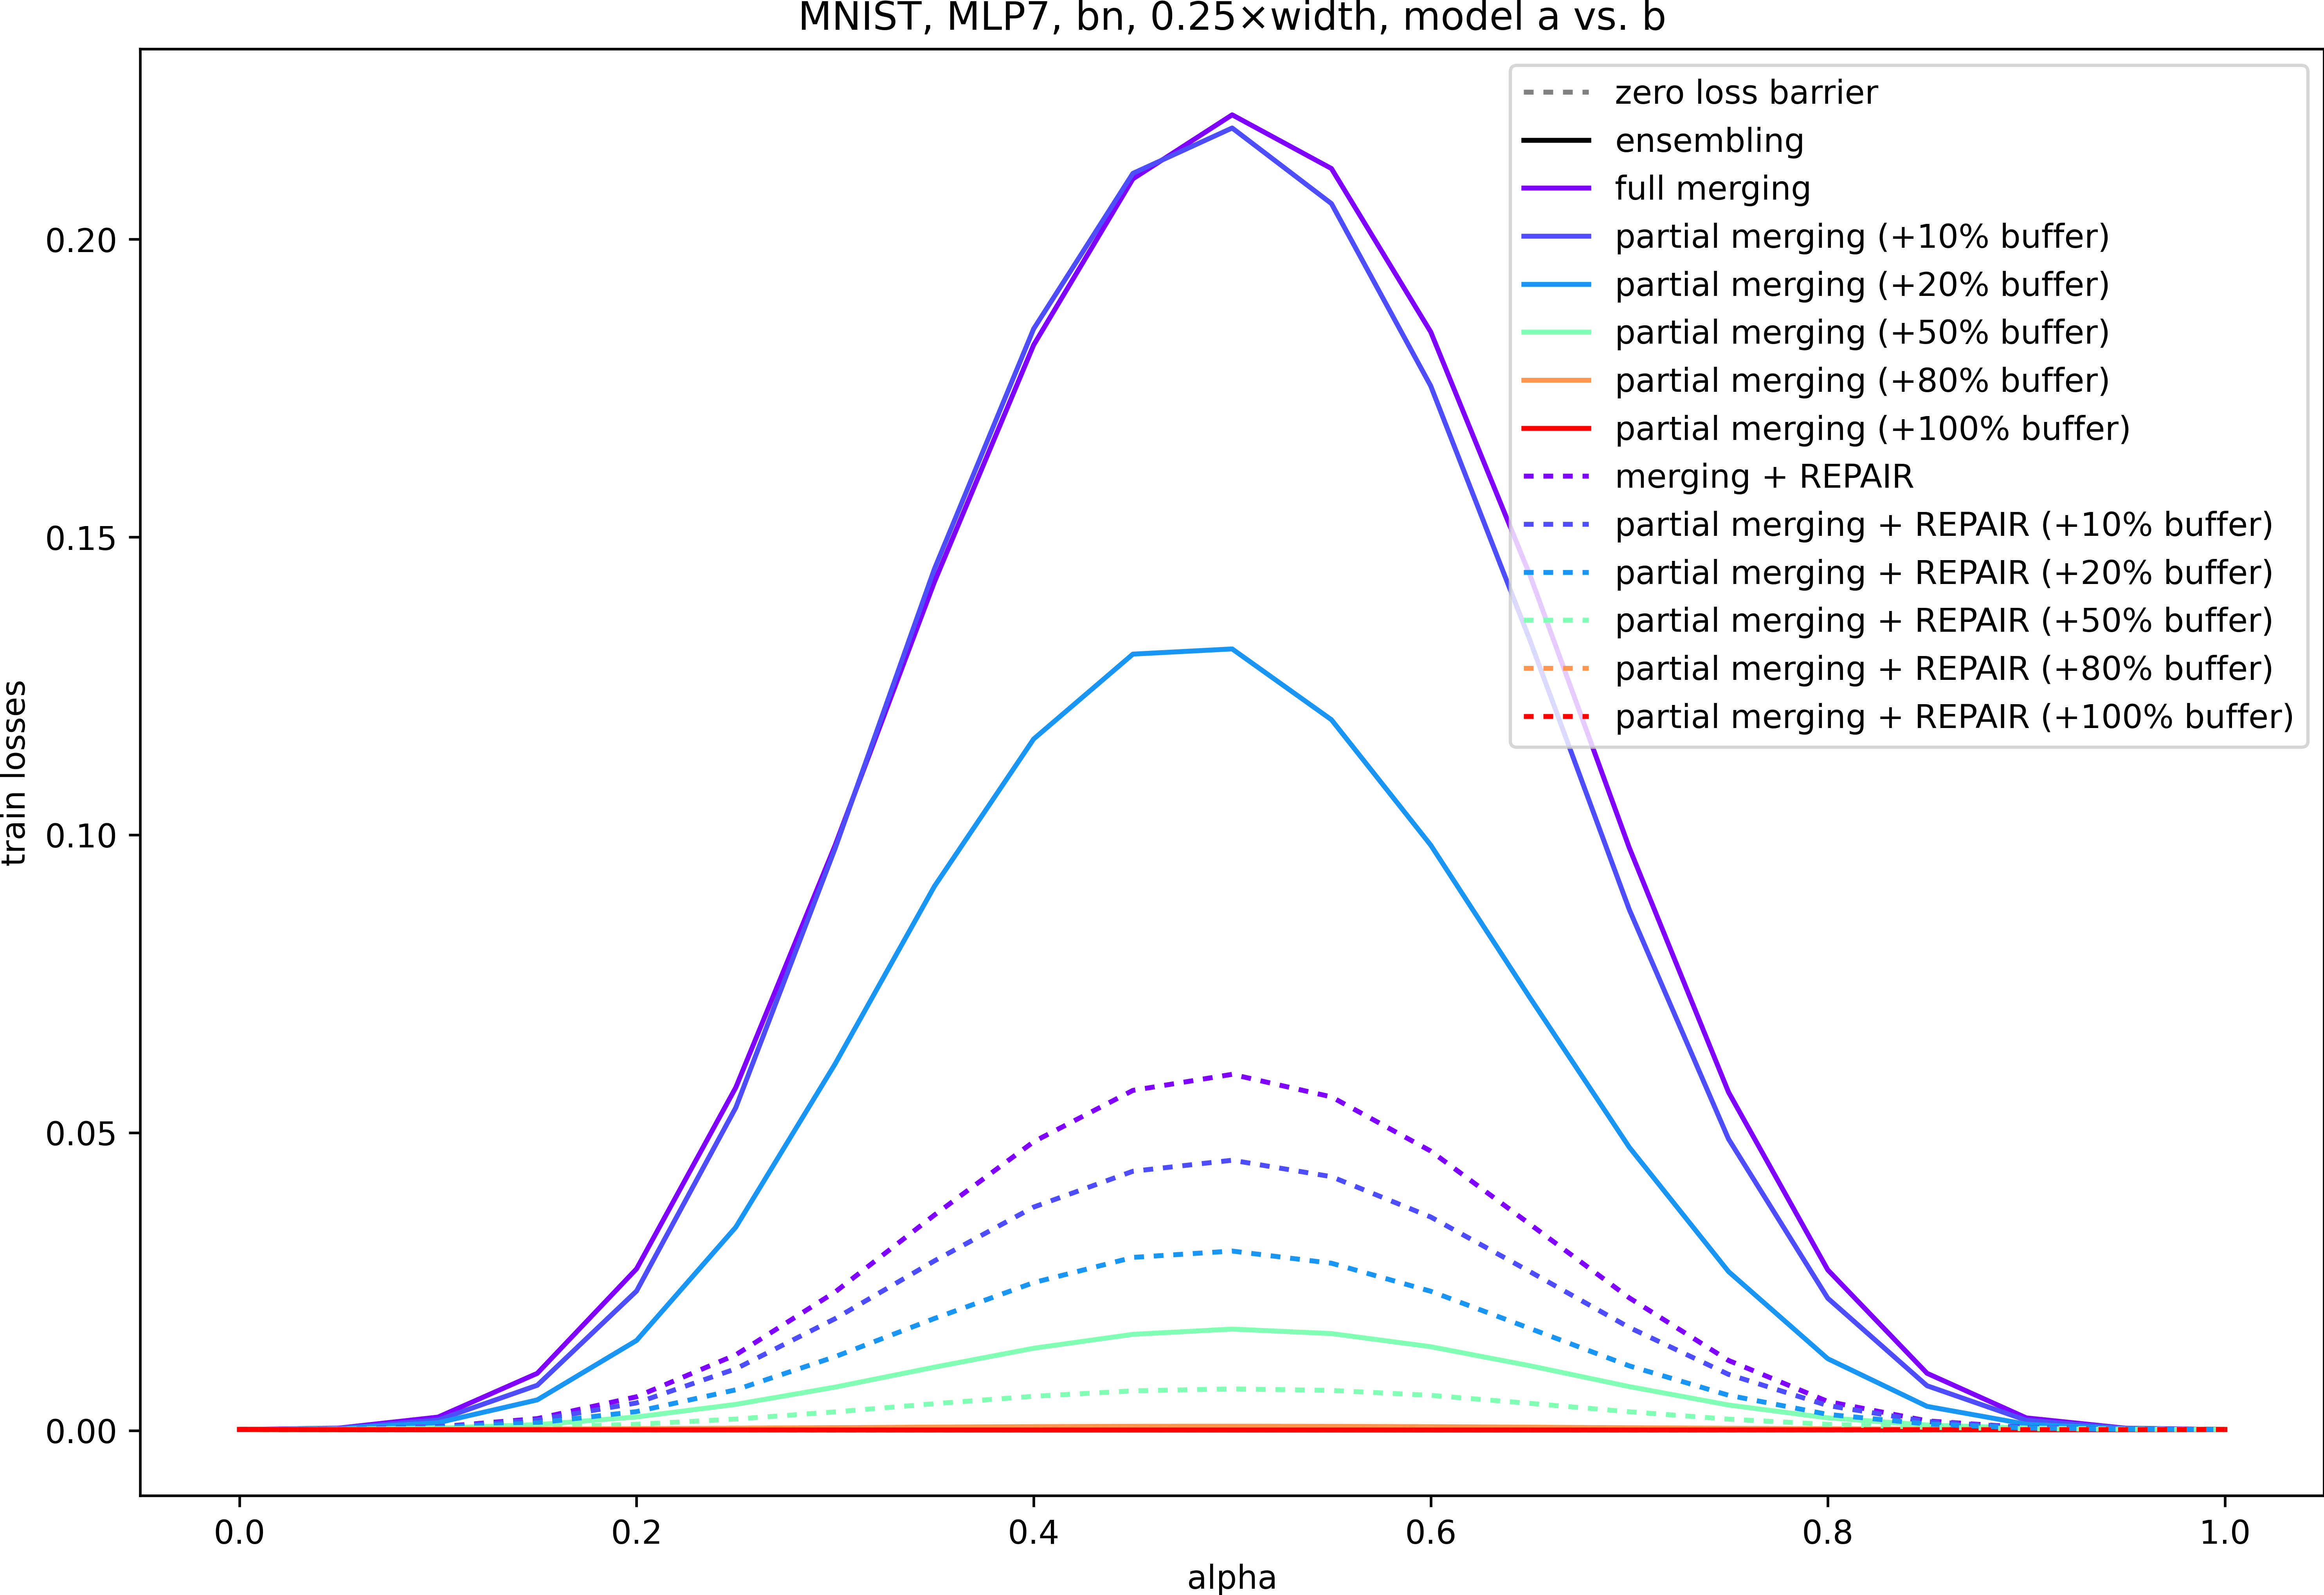 MNIST, MLP7, bn, 0.25×width, model a vs. b
zero loss barrier
ensembling
full merging
partial merging (+10% buffer)
partial merging (+20% buffer)
partial merging (+50% buffer)
partial merging (+80% buffer)
partial merging (+100% buffer)
merging + REPAIR
partial merging + REPAIR (+10% buffer)
partial merging + REPAIR (+20% buffer)
partial merging + REPAIR (+50% buffer)
partial merging + REPAIR (+80% buffer)
partial merging + REPAIR (+100% buffer)
train losses
0.20
0.15
0.10
0.05
0.00
0.0 0.2 0.4 0.6 0.8 1.0
alpha